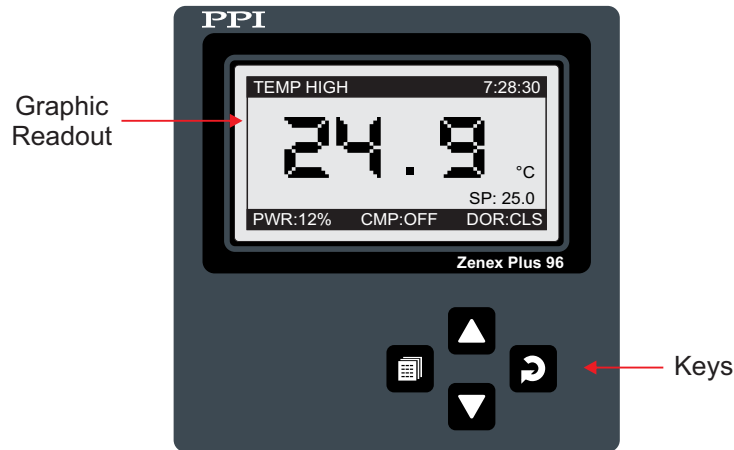 PPI
TEMP HIGH 7:28:30
Graphic
Readout
24.9
°C
SP: 25.0
PWR:12% CMP:OFF DOR:CLS
Zenex Plus 96
Keys